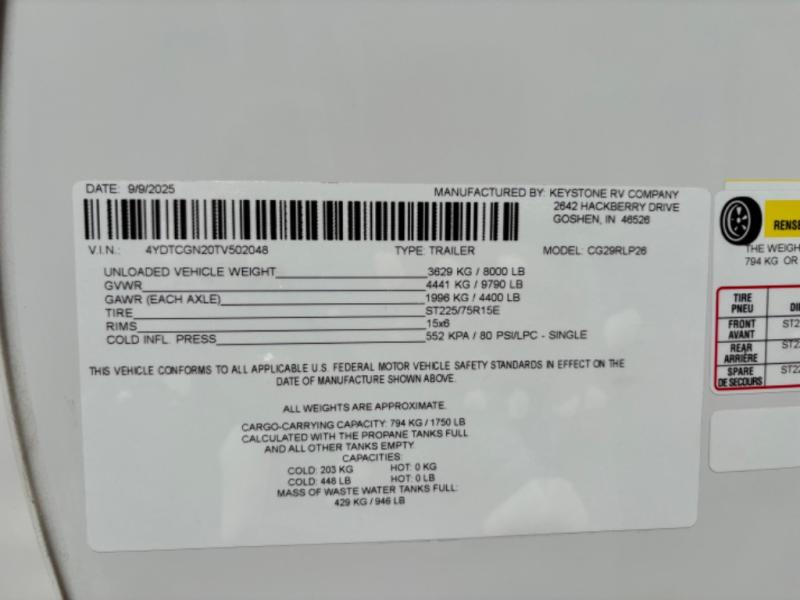 DATE: 9/9/2025
MANUFACTURED BY: KEYSTONE RV COMPANY
2642 HACKBERRY DRIVE
GOSHEN, IN 46526
V.I.N.: 4YDTCGN20TV502048 TYPE: TRAILER MODEL: CG29RLP26
UNLOADED VEHICLE WEIGHT 3629 KG / 8000 LB
GVWR 4441 KG / 9790 LB
GAWR (EACH AXLE) 1996 KG / 4400 LB
TIRE ST225/75R15E
RIMS 15x6
COLD INFL. PRESS 552 KPA / 80 PSI/LPC - SINGLE
THIS VEHICLE CONFORMS TO ALL APPLICABLE U.S. FEDERAL MOTOR VEHICLE SAFETY STANDARDS IN EFFECT ON THE
DATE OF MANUFACTURE SHOWN ABOVE.
ALL WEIGHTS ARE APPROXIMATE.
CARGO-CARRYING CAPACITY: 794 KG / 1750 LB
CALCULATED WITH THE PROPANE TANKS FULL
AND ALL OTHER TANKS EMPTY.
CAPACITIES:
COLD: 203 KG HOT: 0 KG
COLD: 448 LB HOT: 0 LB
MASS OF WASTE WATER TANKS FULL:
429 KG / 946 LB
RENSE
THE WEIGH
794 KG OR
TIRE
PNEU
DI
FRONT
AVANT
ST2
REAR
ARRIÈRE
ST2
SPARE
DE SECOURS
ST2